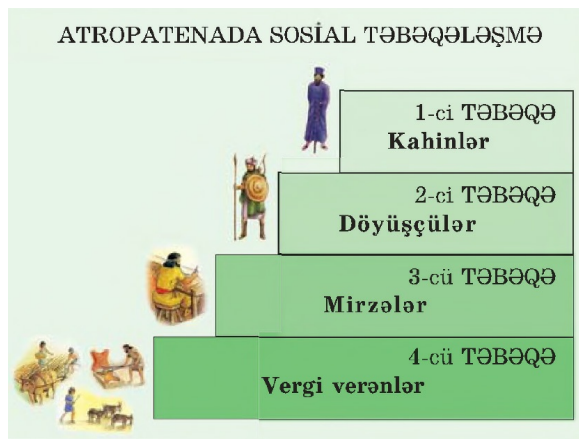 ATROPATENADA SOSİAL TƏBƏQƏLƏŞMƏ
1-ci TƏBƏQƏ
Kahinlər
2-ci TƏBƏQƏ
Döyüşçülər
3-cü TƏBƏQƏ
Mirzələr
4-cü TƏBƏQƏ
Vergi verənlər